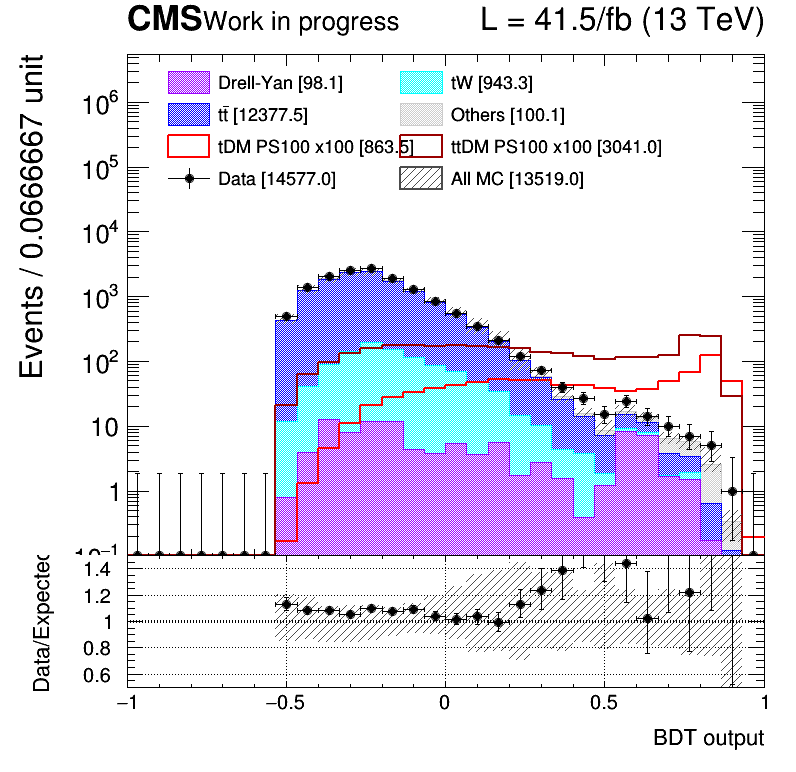 CMS Work in progress L = 41.5/fb (13 TeV)
Events / 0.0666667 unit
10⁶
10⁵
10⁴
10³
10²
10
1
10⁻¹
Drell-Yan [98.1] tW [943.3]
tt̄ [12377.5] Others [100.1]
tDM PS100 x100 [863.5] ttDM PS100 x100 [3041.0]
Data [14577.0] All MC [13519.0]
Data/Expected
1.4
1.2
1
0.8
0.6
−1 −0.5 0 0.5 1
BDT output